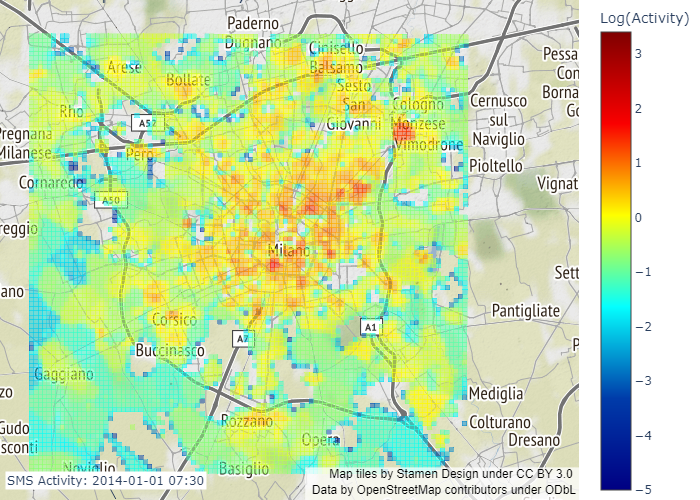 Log(Activity)
3
2
1
0
−1
−2
−3
−4
−5
Paderno
Dugnano
Cinisello
Balsamo
Arese
Bollate
Sesto
San
Giovanni
Cologno
Monzese
Vimodrone
Cernusco
sul
Naviglio
Pessa
Con
Borna
Go
Rho
A52
Pregnana
Milanese
Pero
Pioltello
Cornaredo
Vignat
A50
reggio
Milano
Sett
ano
Pantigliate
Corsico
A1
A7
P
Buccinasco
Gaggiano
zo
Mediglia
Rozzano
Colturano
Gudo
Dresano
sconti
Opera
Noviglio
Basiglio
SMS Activity: 2014-01-01 07:30
Map tiles by Stamen Design under CC BY 3.0
Data by OpenStreetMap contributors under ODbL